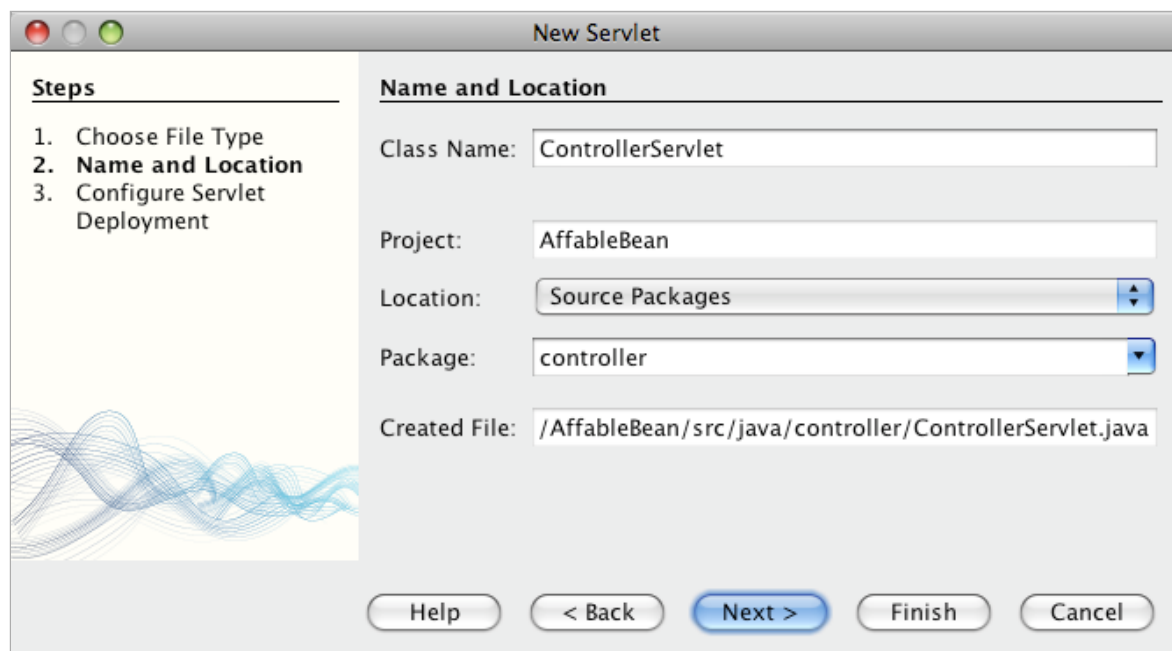 New Servlet
Steps
1. Choose File Type
2. Name and Location
3. Configure Servlet
Deployment
Name and Location
Class Name: ControllerServlet
Project: AffableBean
Location: Source Packages
Package: controller
Created File: /AffableBean/src/java/controller/ControllerServlet.java
Help < Back Next > Finish Cancel